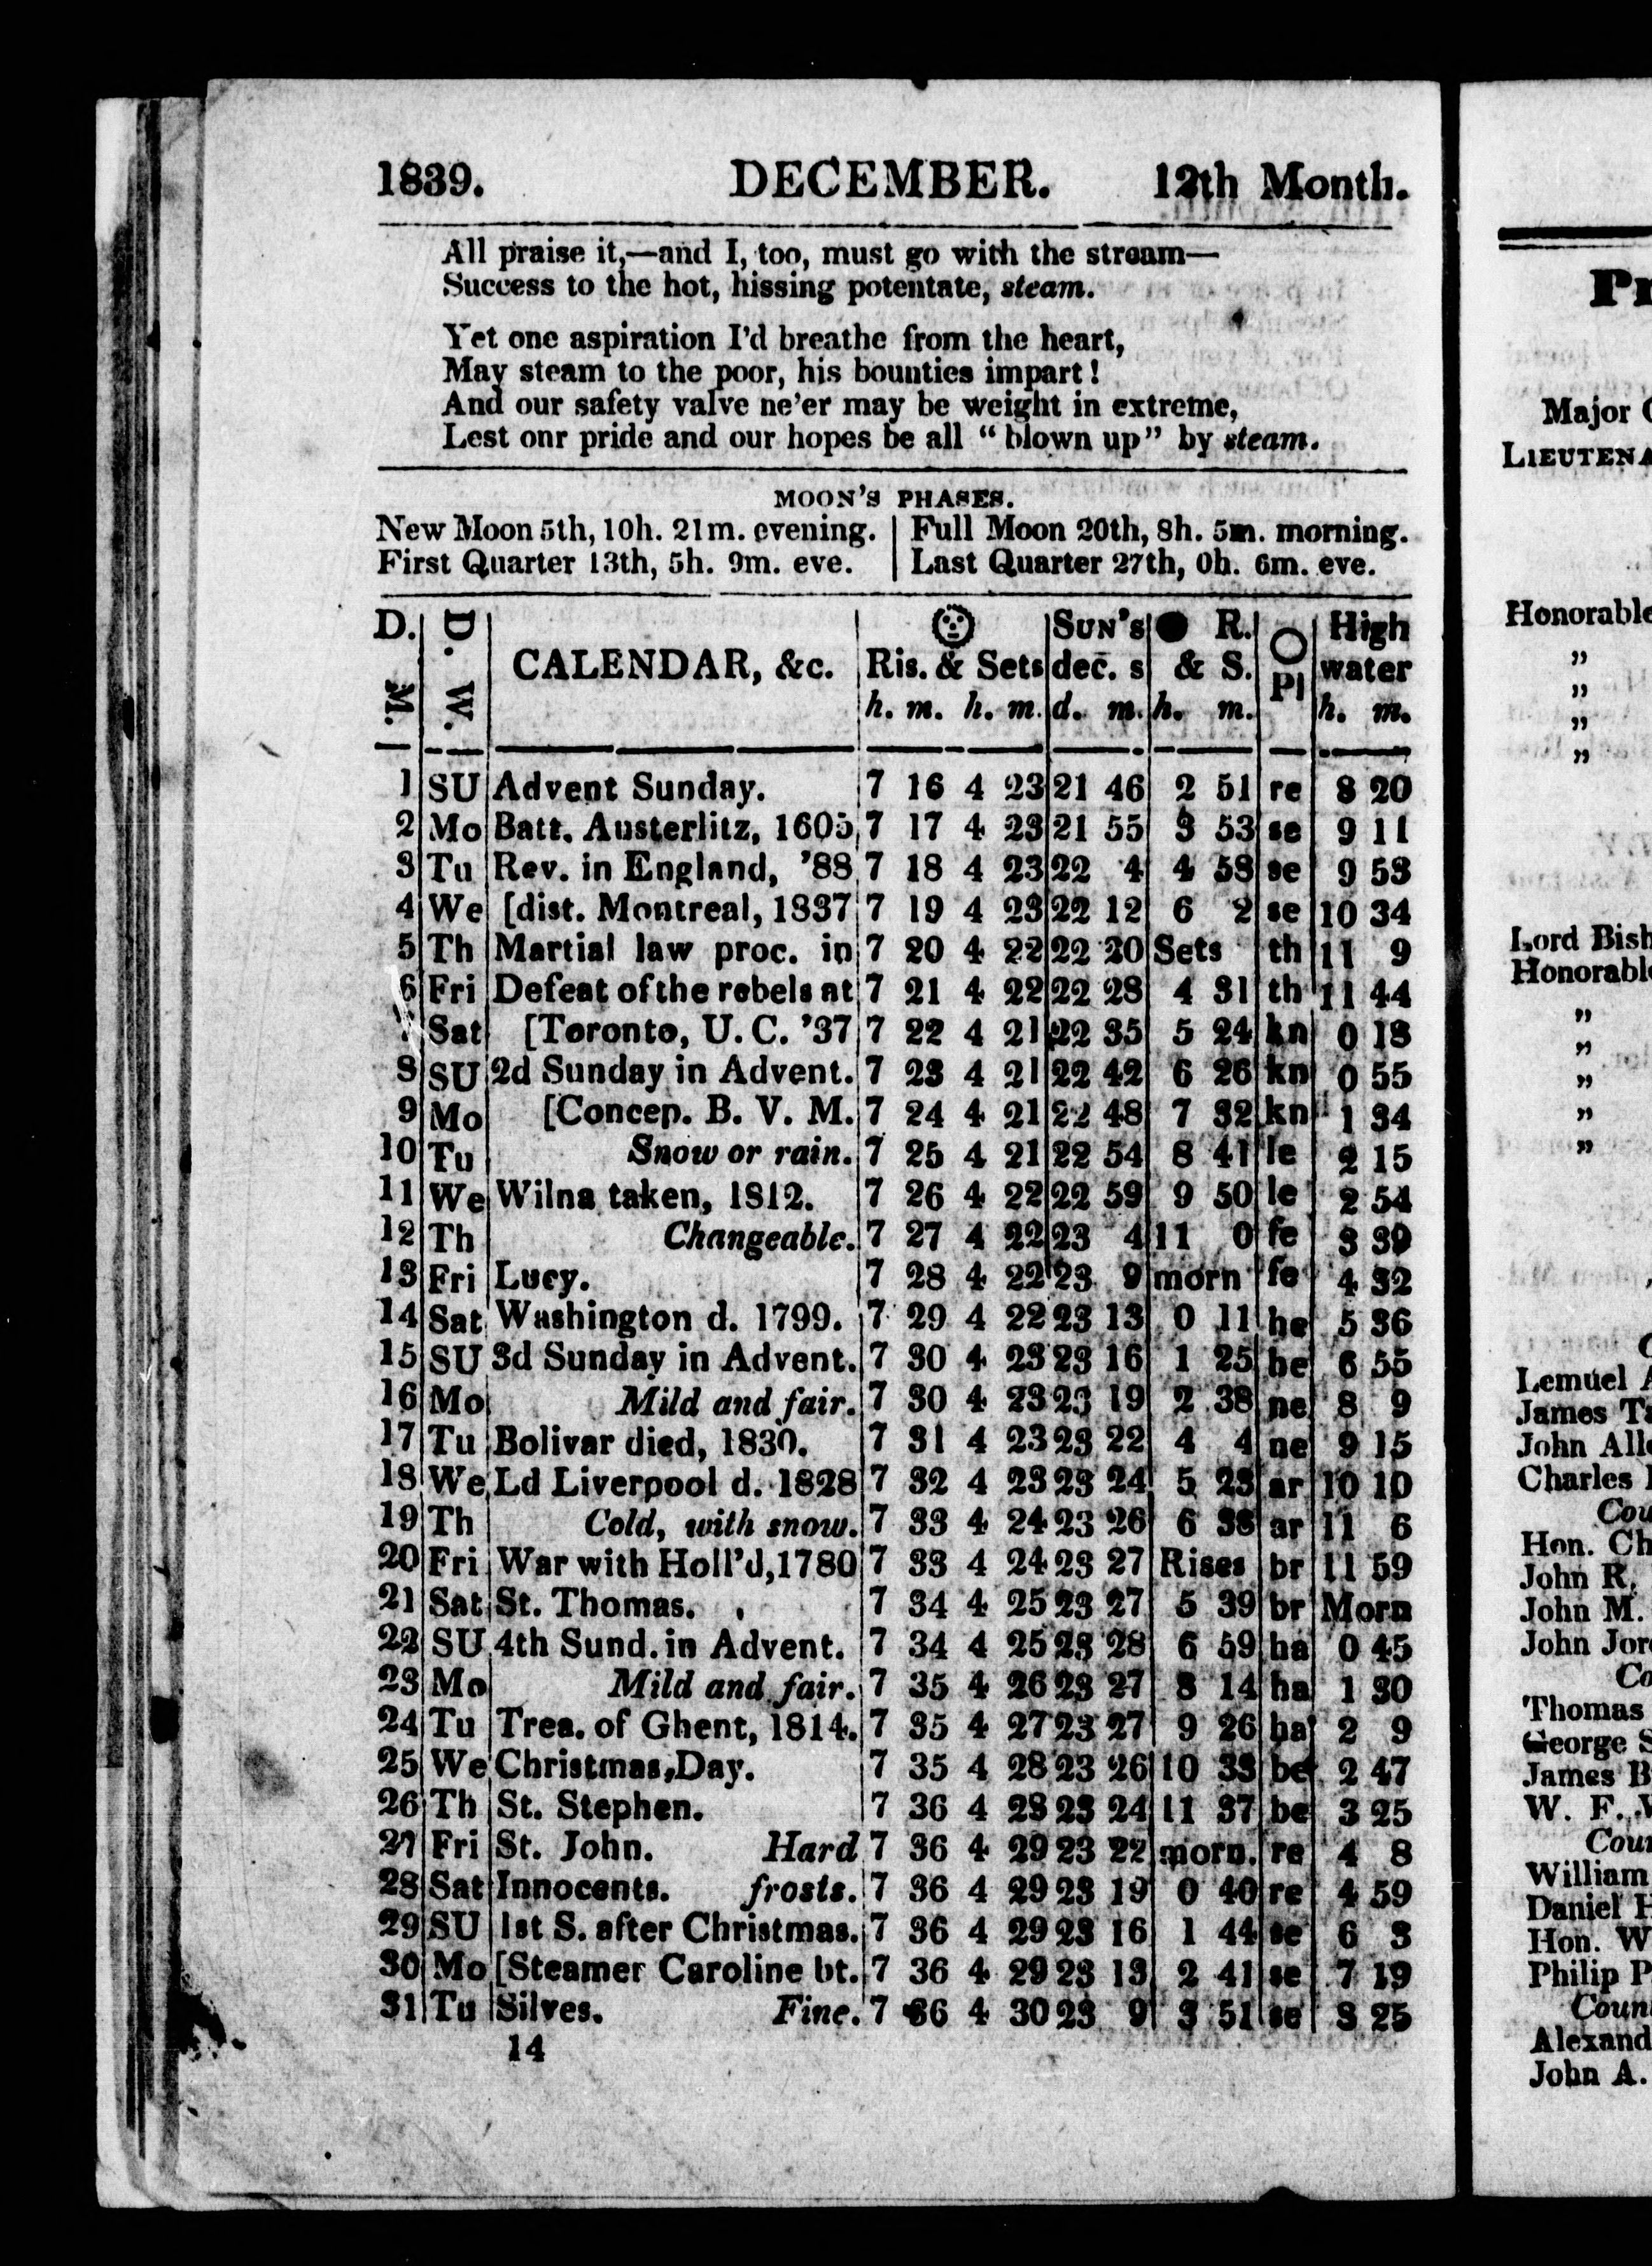 1839. DECEMBER. 12th Month.
All praise it,—and I, too, must go with the stream—
Success to the hot, hissing potentate, steam.
Yet one aspiration I'd breathe from the heart,
May steam to the poor, his bounties impart!
And our safety valve ne'er may be weight in extreme,
Lest onr pride and our hopes be all "blown up" by steam.
MOON'S PHASES.
New Moon 5th, 10h. 21m. evening. | Full Moon 20th, 8h. 5m. morning.
First Quarter 13th, 5h. 9m. eve. | Last Quarter 27th, 0h. 6m. eve.
D. M. D. W. CALENDAR, &c. Ris. & Sets SUN'S dec. s R. & S. Pl High water
h. m. h. m. d. m. h. m. h. m.
1 SU Advent Sunday. 7 16 4 23 21 46 2 51 re 8 20
2 Mo Batt. Austerlitz, 1605 7 17 4 23 21 55 3 53 se 9 11
3 Tu Rev. in England, '88 7 18 4 23 22 4 4 58 se 9 53
4 We [dist. Montreal, 1837 7 19 4 23 22 12 6 2 se 10 34
5 Th Martial law proc. in 7 20 4 22 22 20 Sets th 11 9
6 Fri Defeat of the rebels at 7 21 4 22 22 28 4 31 th 11 44
7 Sat [Toronto, U. C. '37 7 22 4 21 22 35 5 24 kn 0 18
8 SU 2d Sunday in Advent. 7 23 4 21 22 42 6 26 kn 0 55
9 Mo [Concep. B. V. M. 7 24 4 21 22 48 7 32 kn 1 34
10 Tu Snow or rain. 7 25 4 21 22 54 8 41 le 2 15
11 We Wilna taken, 1812. 7 26 4 22 22 59 9 50 le 2 54
12 Th Changeable. 7 27 4 22 23 4 11 0 fe 3 39
13 Fri Lucy. 7 28 4 22 23 9 morn fe 4 32
14 Sat Washington d. 1799. 7 29 4 22 23 13 0 11 he 5 36
15 SU 3d Sunday in Advent. 7 30 4 23 23 16 1 25 he 6 55
16 Mo Mild and fair. 7 30 4 23 23 19 2 38 ne 8 9
17 Tu Bolivar died, 1830. 7 31 4 23 23 22 4 4 ne 9 15
18 We Ld Liverpool d. 1828 7 32 4 23 23 24 5 23 ar 10 10
19 Th Cold, with snow. 7 33 4 24 23 26 6 38 ar 11 6
20 Fri War with Holl'd, 1780 7 33 4 24 23 27 Rises br 11 59
21 Sat St. Thomas. 7 34 4 25 23 27 5 39 br Morn
22 SU 4th Sund. in Advent. 7 34 4 25 23 28 6 59 ha 0 45
23 Mo Mild and fair. 7 35 4 26 23 27 8 14 ha 1 30
24 Tu Trea. of Ghent, 1814. 7 35 4 27 23 27 9 26 ha 2 9
25 We Christmas Day. 7 35 4 28 23 26 10 33 be 2 47
26 Th St. Stephen. 7 36 4 28 23 24 11 37 be 3 25
27 Fri St. John. Hard 7 36 4 29 23 22 morn. re 4 8
28 Sat Innocents. frosts. 7 36 4 29 23 19 0 40 re 4 59
29 SU 1st S. after Christmas. 7 36 4 29 23 16 1 44 se 6 3
30 Mo [Steamer Caroline bt. 7 36 4 29 23 13 2 41 se 7 19
31 Tu Silves. Fine. 7 36 4 30 23 9 3 51 se 8 25
14
Major
Honorable
„
„
„
„
Lord
Honorable
„
„
„
„
„
Lemuel
James
John
Charles
Hon.
John R.
John M.
John
Thomas
George
James
W. F.
William
Daniel
Hon. W
Philip
John A.